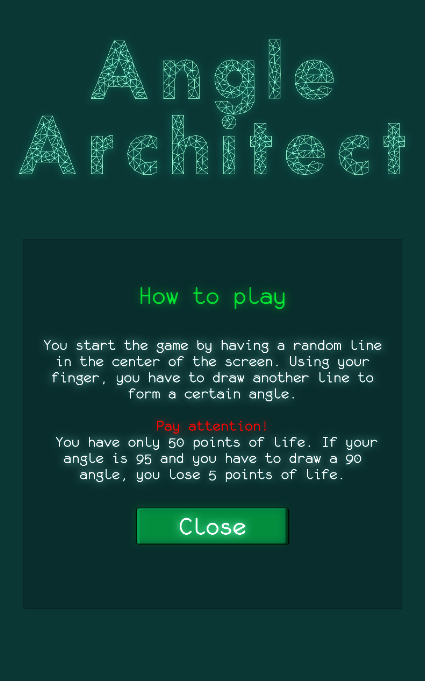 Angle
Architect
How to play
You start the game by having a random line
in the center of the screen. Using your
finger, you have to draw another line to
form a certain angle.
Pay attention!
You have only 50 points of life. If your
angle is 95 and you have to draw a 90
angle, you lose 5 points of life.
Close